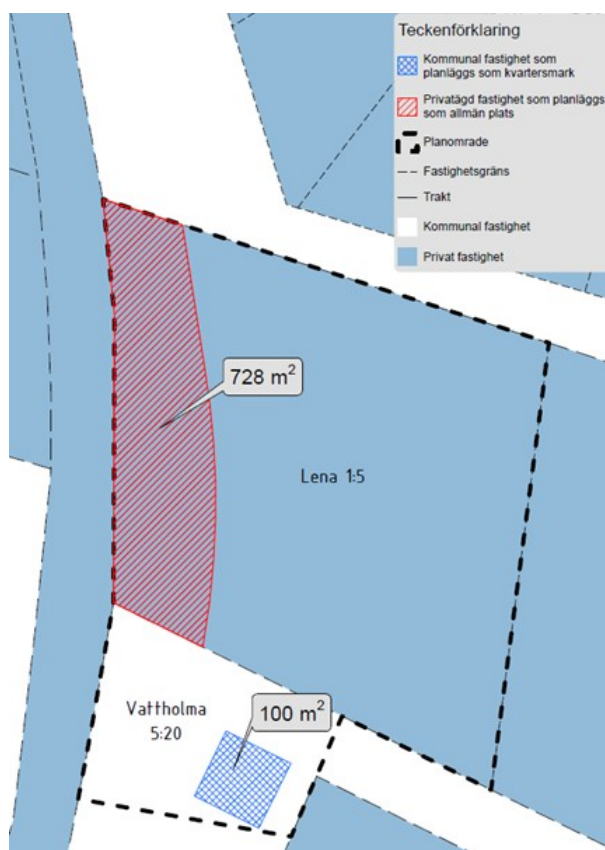 Teckenförklaring
Kommunal fastighet som
planläggs som kvartersmark
Privatägd fastighet som planläggs
som allmän plats
Planområde
Fastighetsgräns
Trakt
Kommunal fastighet
Privat fastighet
728 m²
Lena 1:5
Vattholma
5:20
100 m²